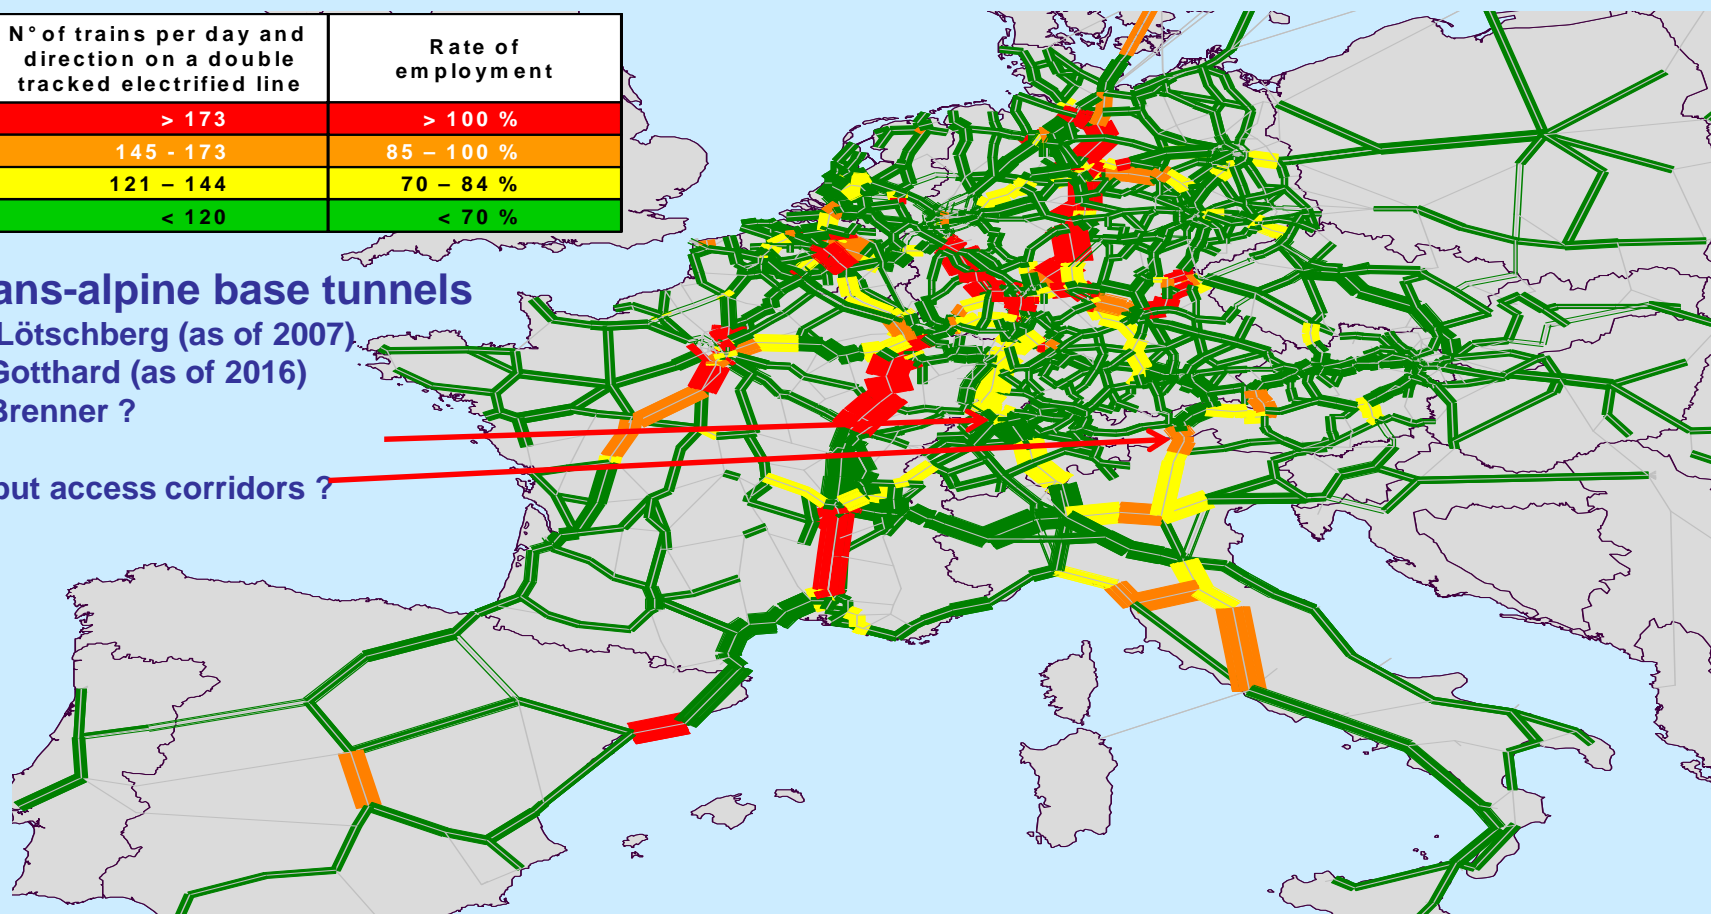 N° of trains per day and
direction on a double
tracked electrified line
Rate of
employment
> 173 > 100 %
145 - 173 85 – 100 %
121 – 144 70 – 84 %
< 120 < 70 %
ans-alpine base tunnels
Lötschberg (as of 2007)
Gotthard (as of 2016)
Brenner ?
but access corridors ?